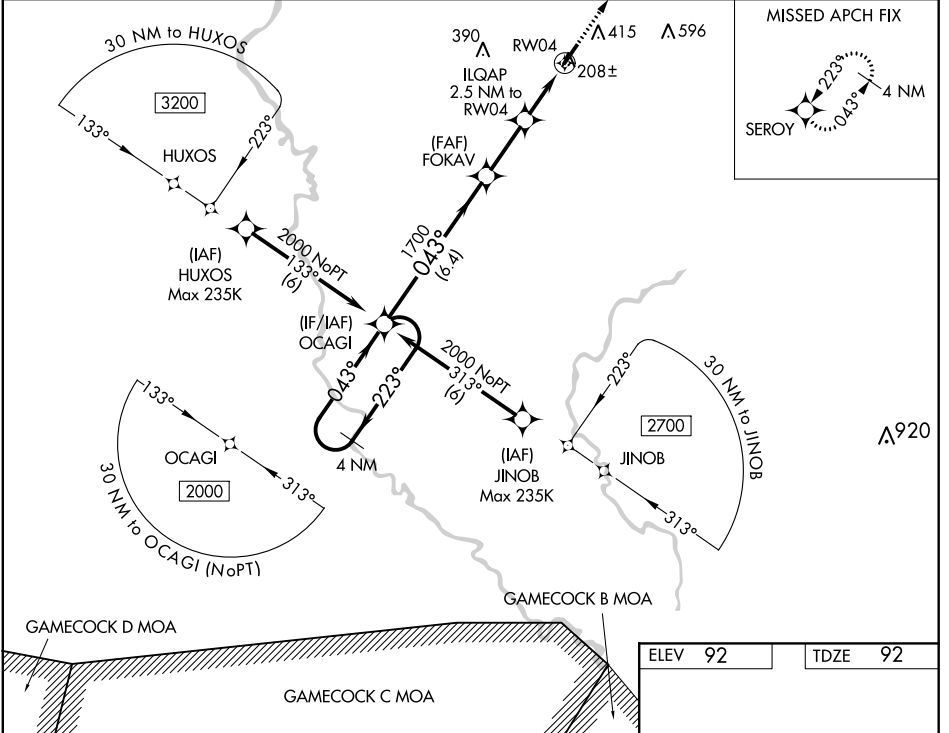 30 NM to HUXOS
3200
133°
223°
HUXOS
390
RW04
415
596
208±
ILQAP
2.5 NM to
RW04
(FAF)
FOKAV
MISSED APCH FIX
223°
043°
4 NM
SEROY
(IAF)
HUXOS
Max 235K
2000 NoPT
133°
(6)
1700
043°
(6.4)
(IF/IAF)
OCAGI
043°
223°
4 NM
2000 NoPT
313°
(6)
(IAF)
JINOB
Max 235K
223°
30 NM to JINOB
2700
JINOB
313°
920
133°
OCAGI
2000
313°
30 NM to OCAGI (NoPT)
GAMECOCK D MOA
GAMECOCK B MOA
GAMECOCK C MOA
ELEV 92
TDZE 92